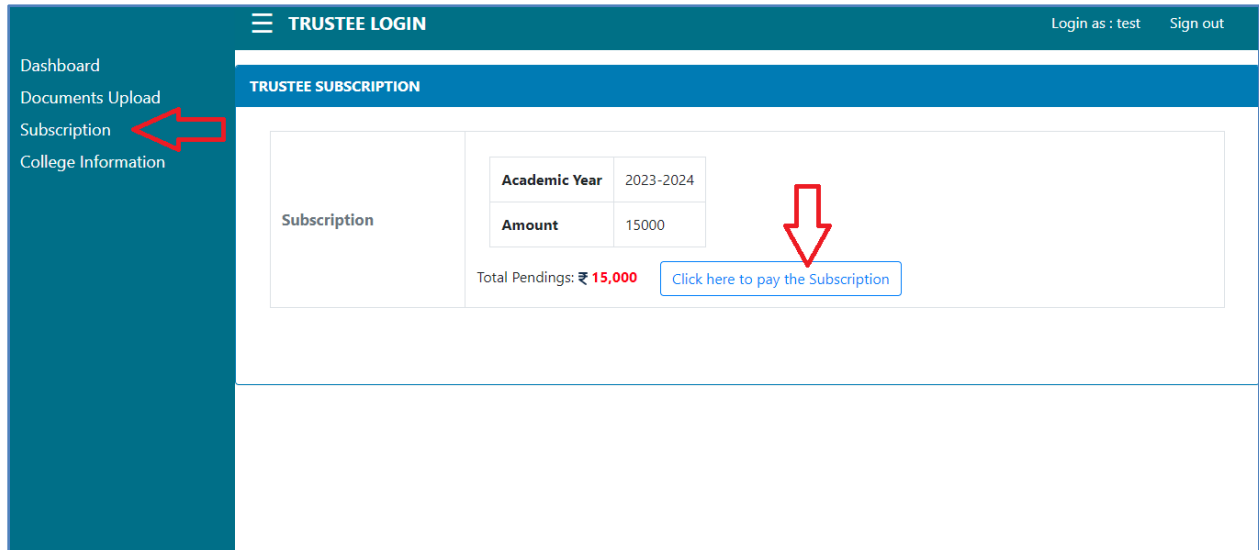 ☰ TRUSTEE LOGIN
Login as : test Sign out
Dashboard
Documents Upload
Subscription
College Information
TRUSTEE SUBSCRIPTION
Subscription
Academic Year 2023-2024
Amount 15000
Total Pendings: ₹ 15,000 Click here to pay the Subscription